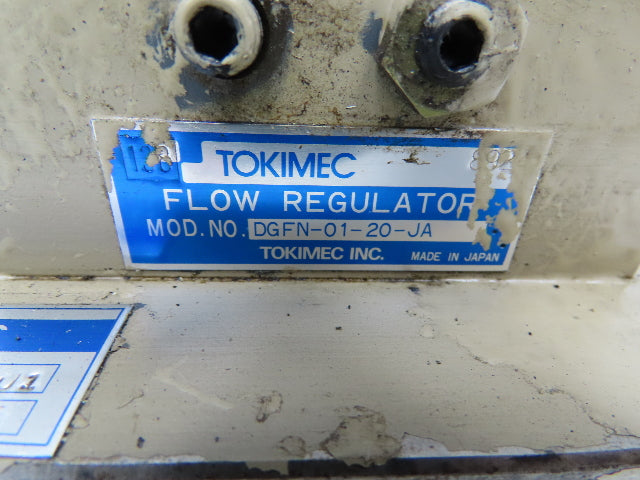 TOKIMEC
FLOW REGULATOR
MOD.NO. DGFN-01-20-JA
TOKIMEC INC. MADE IN JAPAN